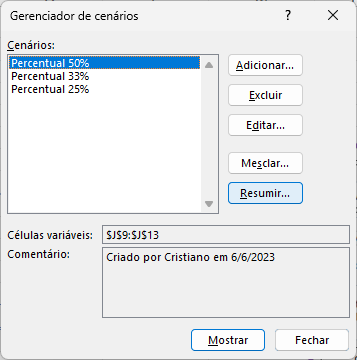 Gerenciador de cenários
Cenários:
Percentual 50%
Percentual 33%
Percentual 25%
Adicionar...
Excluir
Editar...
Mesclar...
Resumir...
Células variáveis:
$J$9:$J$13
Comentário:
Criado por Cristiano em 6/6/2023
Mostrar
Fechar